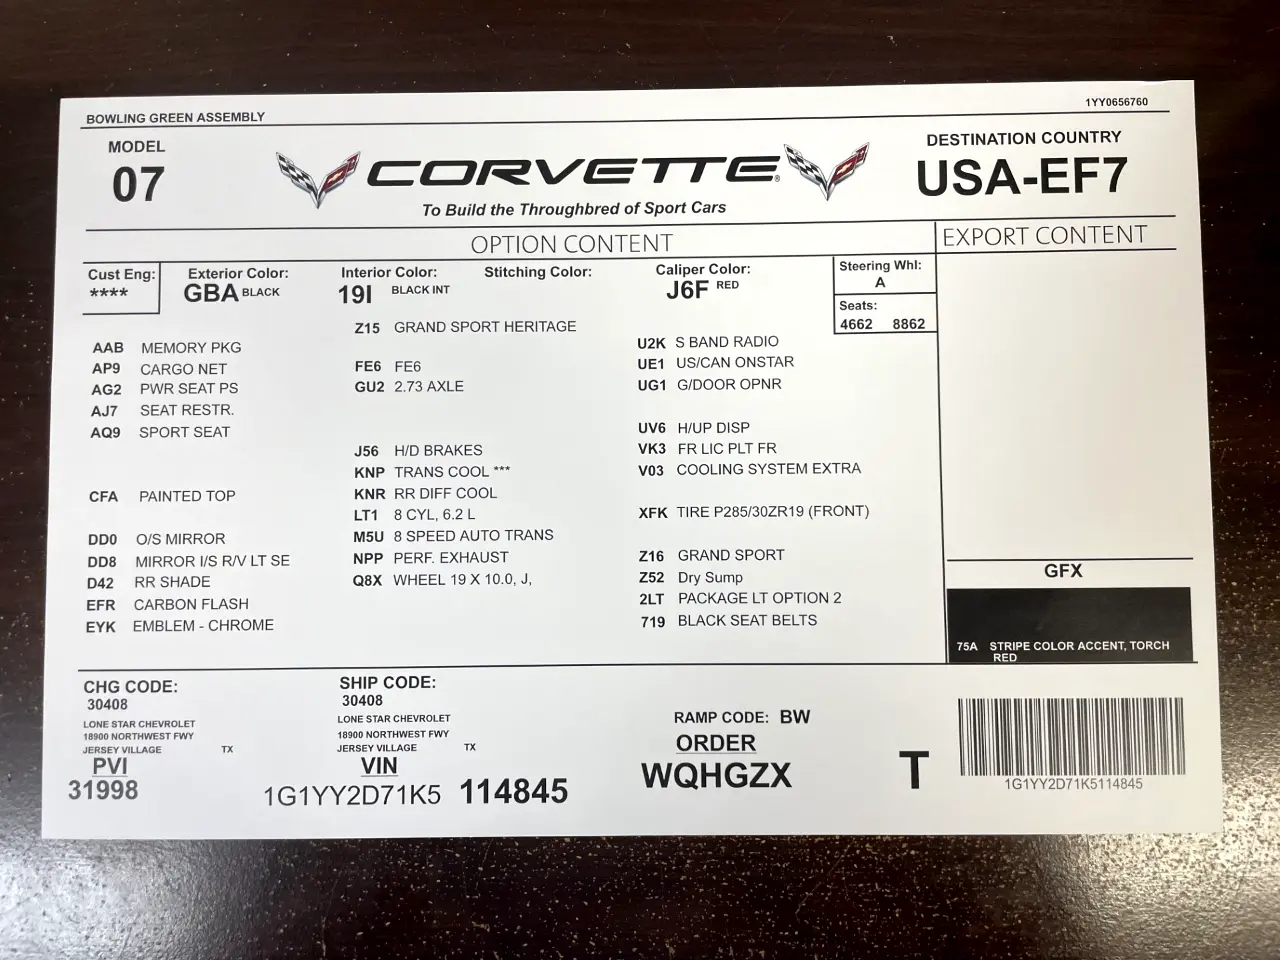 BOWLING GREEN ASSEMBLY
1YY0656760
MODEL
07
CORVETTE®
To Build the Throughbred of Sport Cars
DESTINATION COUNTRY
USA-EF7
OPTION CONTENT
EXPORT CONTENT
Cust Eng:
****
Exterior Color:
GBA BLACK
Interior Color:
19I BLACK INT
Stitching Color:
Caliper Color:
J6F RED
Steering Whl:
A
Seats:
4662 8862
AAB MEMORY PKG
AP9 CARGO NET
AG2 PWR SEAT PS
AJ7 SEAT RESTR.
AQ9 SPORT SEAT
CFA PAINTED TOP
DD0 O/S MIRROR
DD8 MIRROR I/S R/V LT SE
D42 RR SHADE
EFR CARBON FLASH
EYK EMBLEM - CHROME
Z15 GRAND SPORT HERITAGE
FE6 FE6
GU2 2.73 AXLE
J56 H/D BRAKES
KNP TRANS COOL ***
KNR RR DIFF COOL
LT1 8 CYL, 6.2 L
M5U 8 SPEED AUTO TRANS
NPP PERF. EXHAUST
Q8X WHEEL 19 X 10.0, J,
U2K S BAND RADIO
UE1 US/CAN ONSTAR
UG1 G/DOOR OPNR
UV6 H/UP DISP
VK3 FR LIC PLT FR
V03 COOLING SYSTEM EXTRA
XFK TIRE P285/30ZR19 (FRONT)
Z16 GRAND SPORT
Z52 Dry Sump
2LT PACKAGE LT OPTION 2
719 BLACK SEAT BELTS
GFX
75A STRIPE COLOR ACCENT, TORCH
RED
CHG CODE:
30408
LONE STAR CHEVROLET
18900 NORTHWEST FWY
JERSEY VILLAGE TX
PVI
31998
SHIP CODE:
30408
LONE STAR CHEVROLET
18900 NORTHWEST FWY
JERSEY VILLAGE TX
VIN
1G1YY2D71K5 114845
RAMP CODE: BW
ORDER
WQHGZX
T
1G1YY2D71K5114845